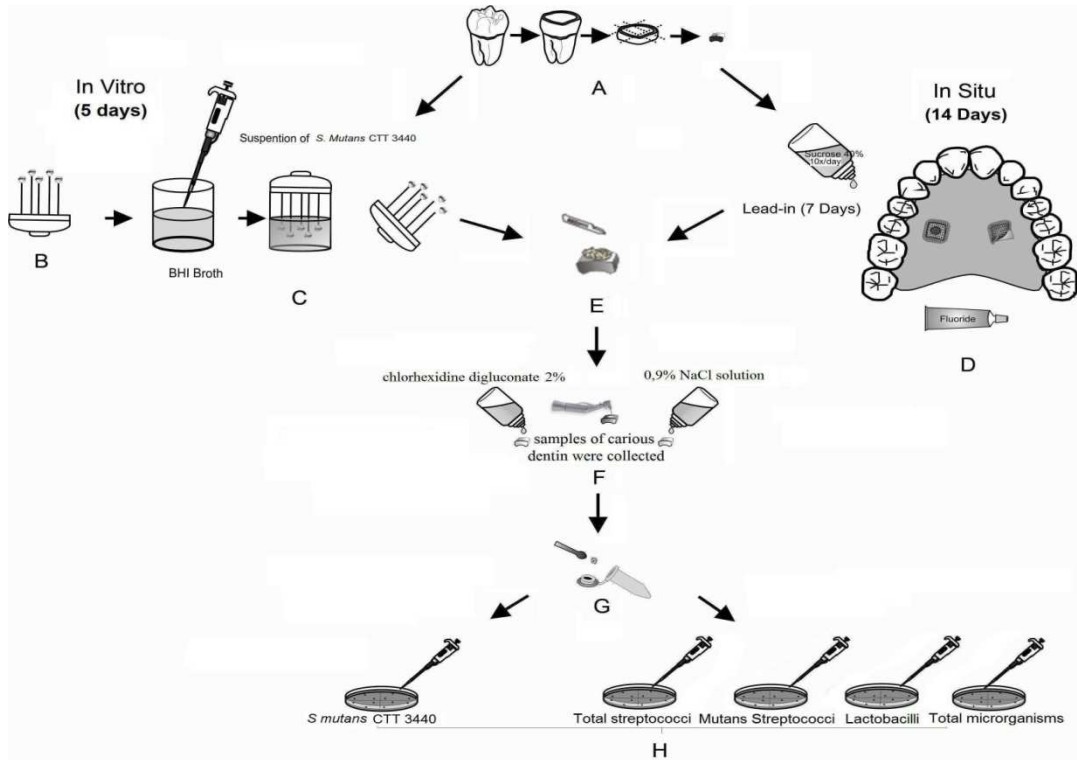 A
In Vitro
(5 days)
Suspention of S. Mutans CTT 3440
B
BHI Broth
C
Sucrose 40%
10x/day
Lead-in (7 Days)
In Situ
(14 Days)
Fluoride
D
E
chlorhexidine digluconate 2%
0,9% NaCl solution
samples of carious
dentin were collected
F
G
S mutans CTT 3440
Total streptococci
Mutans Streptococci
Lactobacilli
Total microrganisms
H